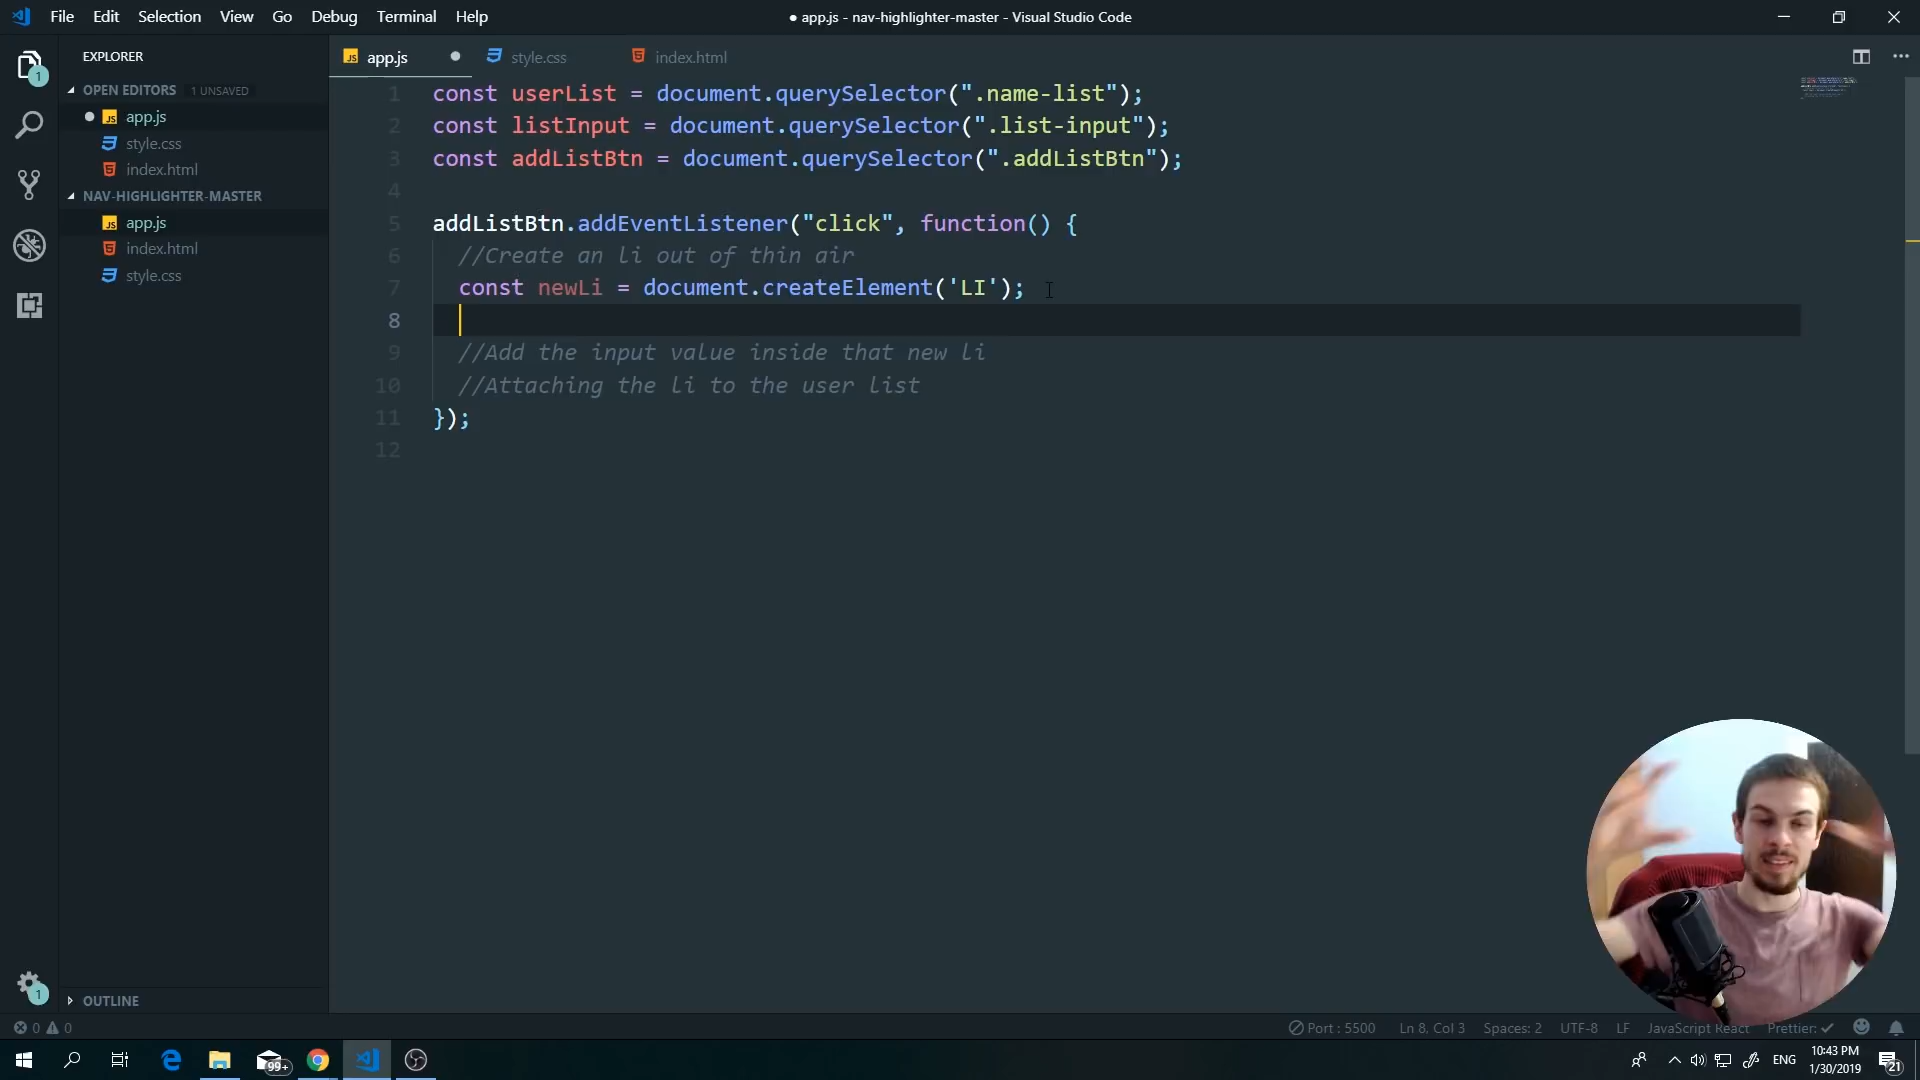 File Edit Selection View Go Debug Terminal Help
● app.js - nav-highlighter-master - Visual Studio Code
EXPLORER
OPEN EDITORS 1 UNSAVED
app.js
style.css
index.html
NAV-HIGHLIGHTER-MASTER
app.js
index.html
style.css
OUTLINE
1
1
JS app.js
style.css
index.html
1 const userList = document.querySelector(".name-list");
2 const listInput = document.querySelector(".list-input");
3 const addListBtn = document.querySelector(".addListBtn");
4
5 addListBtn.addEventListener("click", function() {
6 //Create an li out of thin air
7 const newLi = document.createElement('LI');
8
9 //Add the input value inside that new li
10 //Attaching the li to the user list
11 });
12
0 0
Port : 5500 Ln 8, Col 3 Spaces: 2 UTF-8 LF JavaScript React Prettier: ✓
99+
ENG
10:43 PM
1/30/2019
21